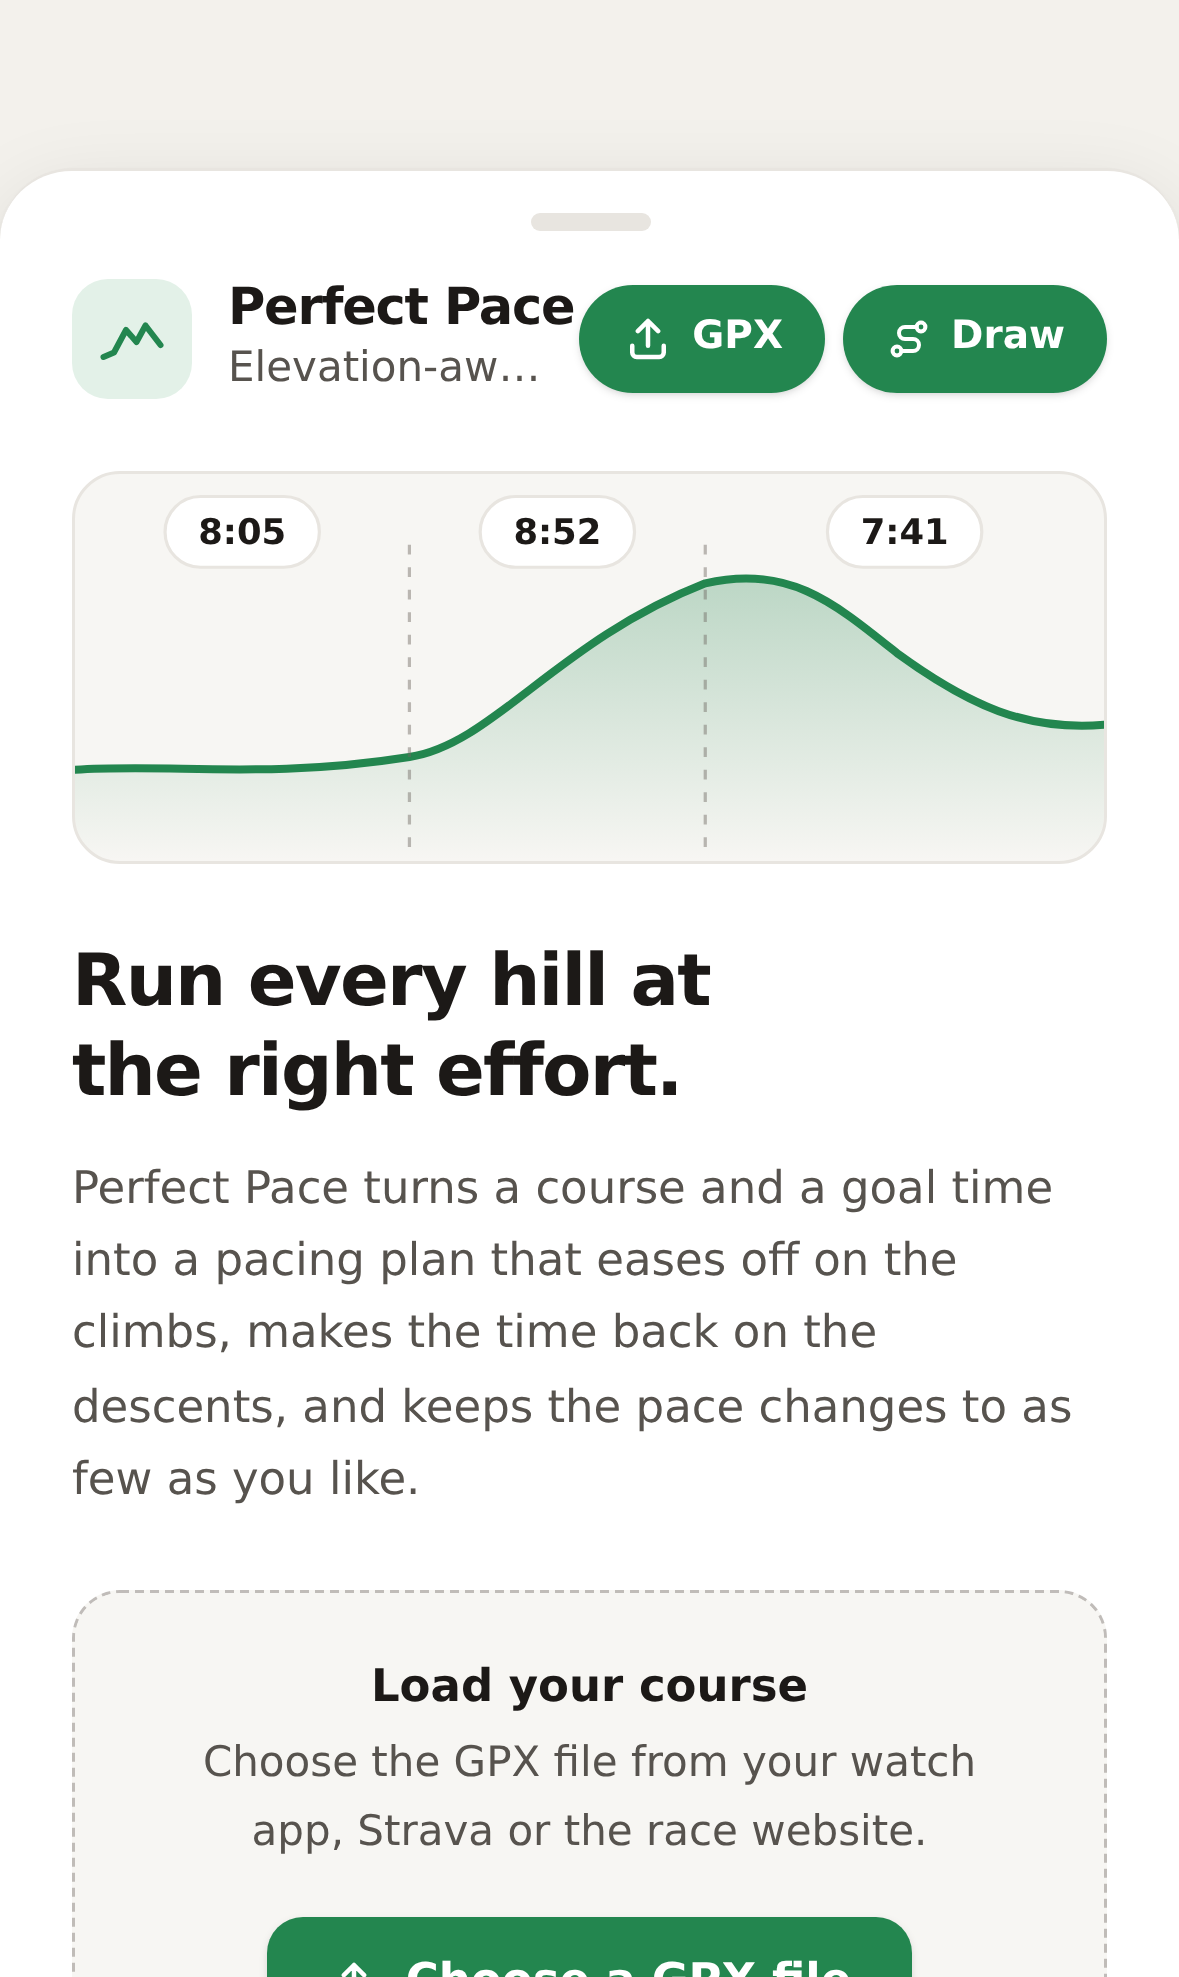 Perfect Pace
Elevation-aw...
GPX
Draw
8:05
8:52
7:41
Run every hill at
the right effort.
Perfect Pace turns a course and a goal time
into a pacing plan that eases off on the
climbs, makes the time back on the
descents, and keeps the pace changes to as
few as you like.
Load your course
Choose the GPX file from your watch
app, Strava or the race website.
Choose a GPX file